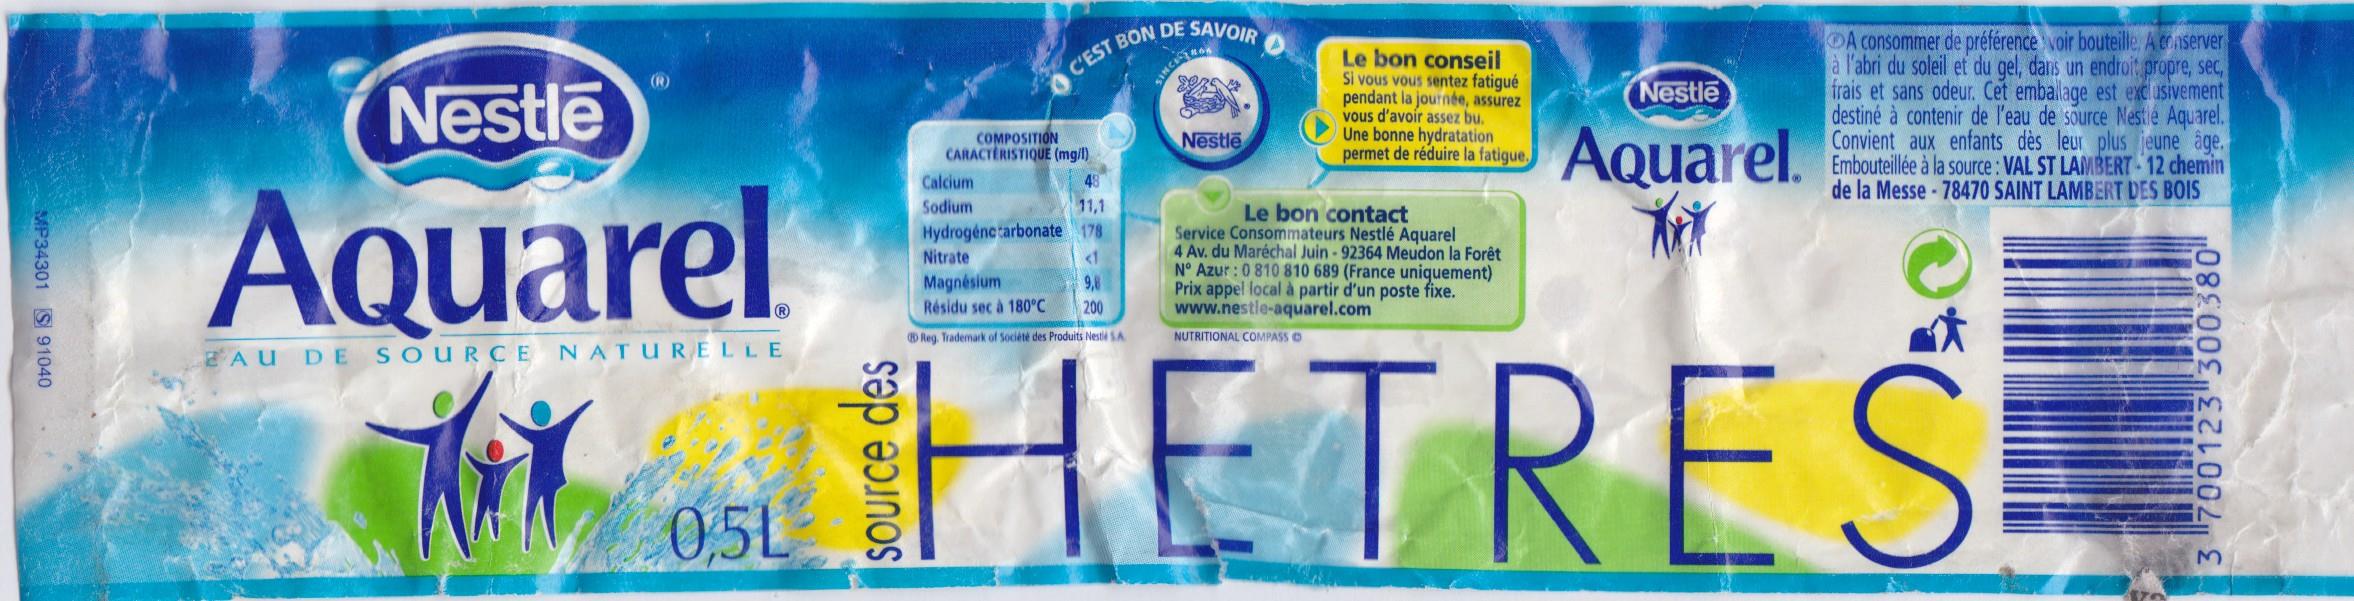 MP34301 S 91040
Nestlé ®
Aquarel®
EAU DE SOURCE NATURELLE
0,5L
source des
HETRES
COMPOSITION
CARACTÉRISTIQUE (mg/l)
Calcium 48
Sodium 11,1
Hydrogénocarbonate 178
Nitrate <1
Magnésium 9,8
Résidu sec à 180°C 200
® Reg. Trademark of Société des Produits Nestlé S.A.
C'EST BON DE SAVOIR
SINCE 1866
Nestlé
Le bon conseil
Si vous vous sentez fatigué
pendant la journée, assurez
vous d'avoir assez bu.
Une bonne hydratation
permet de réduire la fatigue.
Le bon contact
Service Consommateurs Nestlé Aquarel
4 Av. du Maréchal Juin - 92364 Meudon la Forêt
N° Azur : 0 810 810 689 (France uniquement)
Prix appel local à partir d'un poste fixe.
www.nestle-aquarel.com
NUTRITIONAL COMPASS ©
Nestlé
Aquarel®
Ⓕ A consommer de préférence : voir bouteille. A conserver
à l'abri du soleil et du gel, dans un endroit propre, sec,
frais et sans odeur. Cet emballage est exclusivement
destiné à contenir de l'eau de source Nestlé Aquarel.
Convient aux enfants dès leur plus jeune âge.
Embouteillée à la source : VAL ST LAMBERT - 12 chemin
de la Messe - 78470 SAINT LAMBERT DES BOIS
3 700123 300380